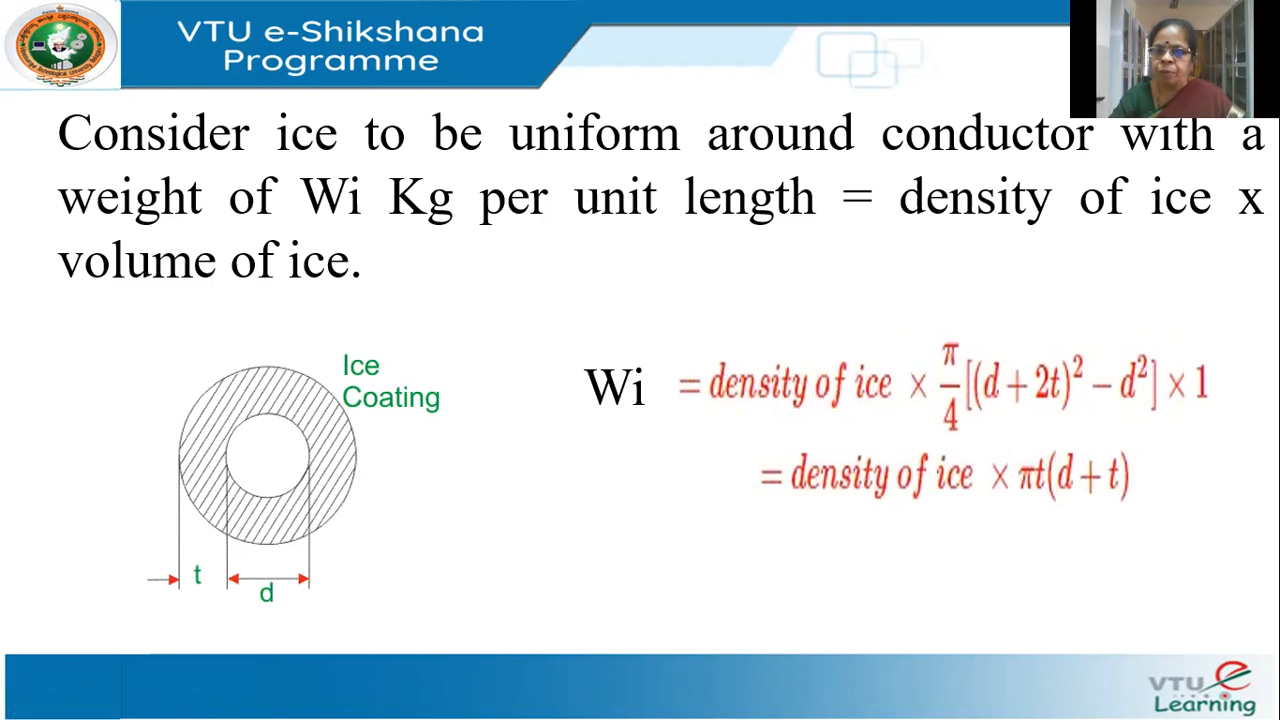 VTU e-Shikshana
Programme
Consider ice to be uniform around conductor with a
weight of Wi Kg per unit length = density of ice x
volume of ice.
Ice
Coating
Wi = density of ice × π/4 [(d + 2t)² − d²] × 1
= density of ice × πt(d + t)
t
d
VTU e
Learning